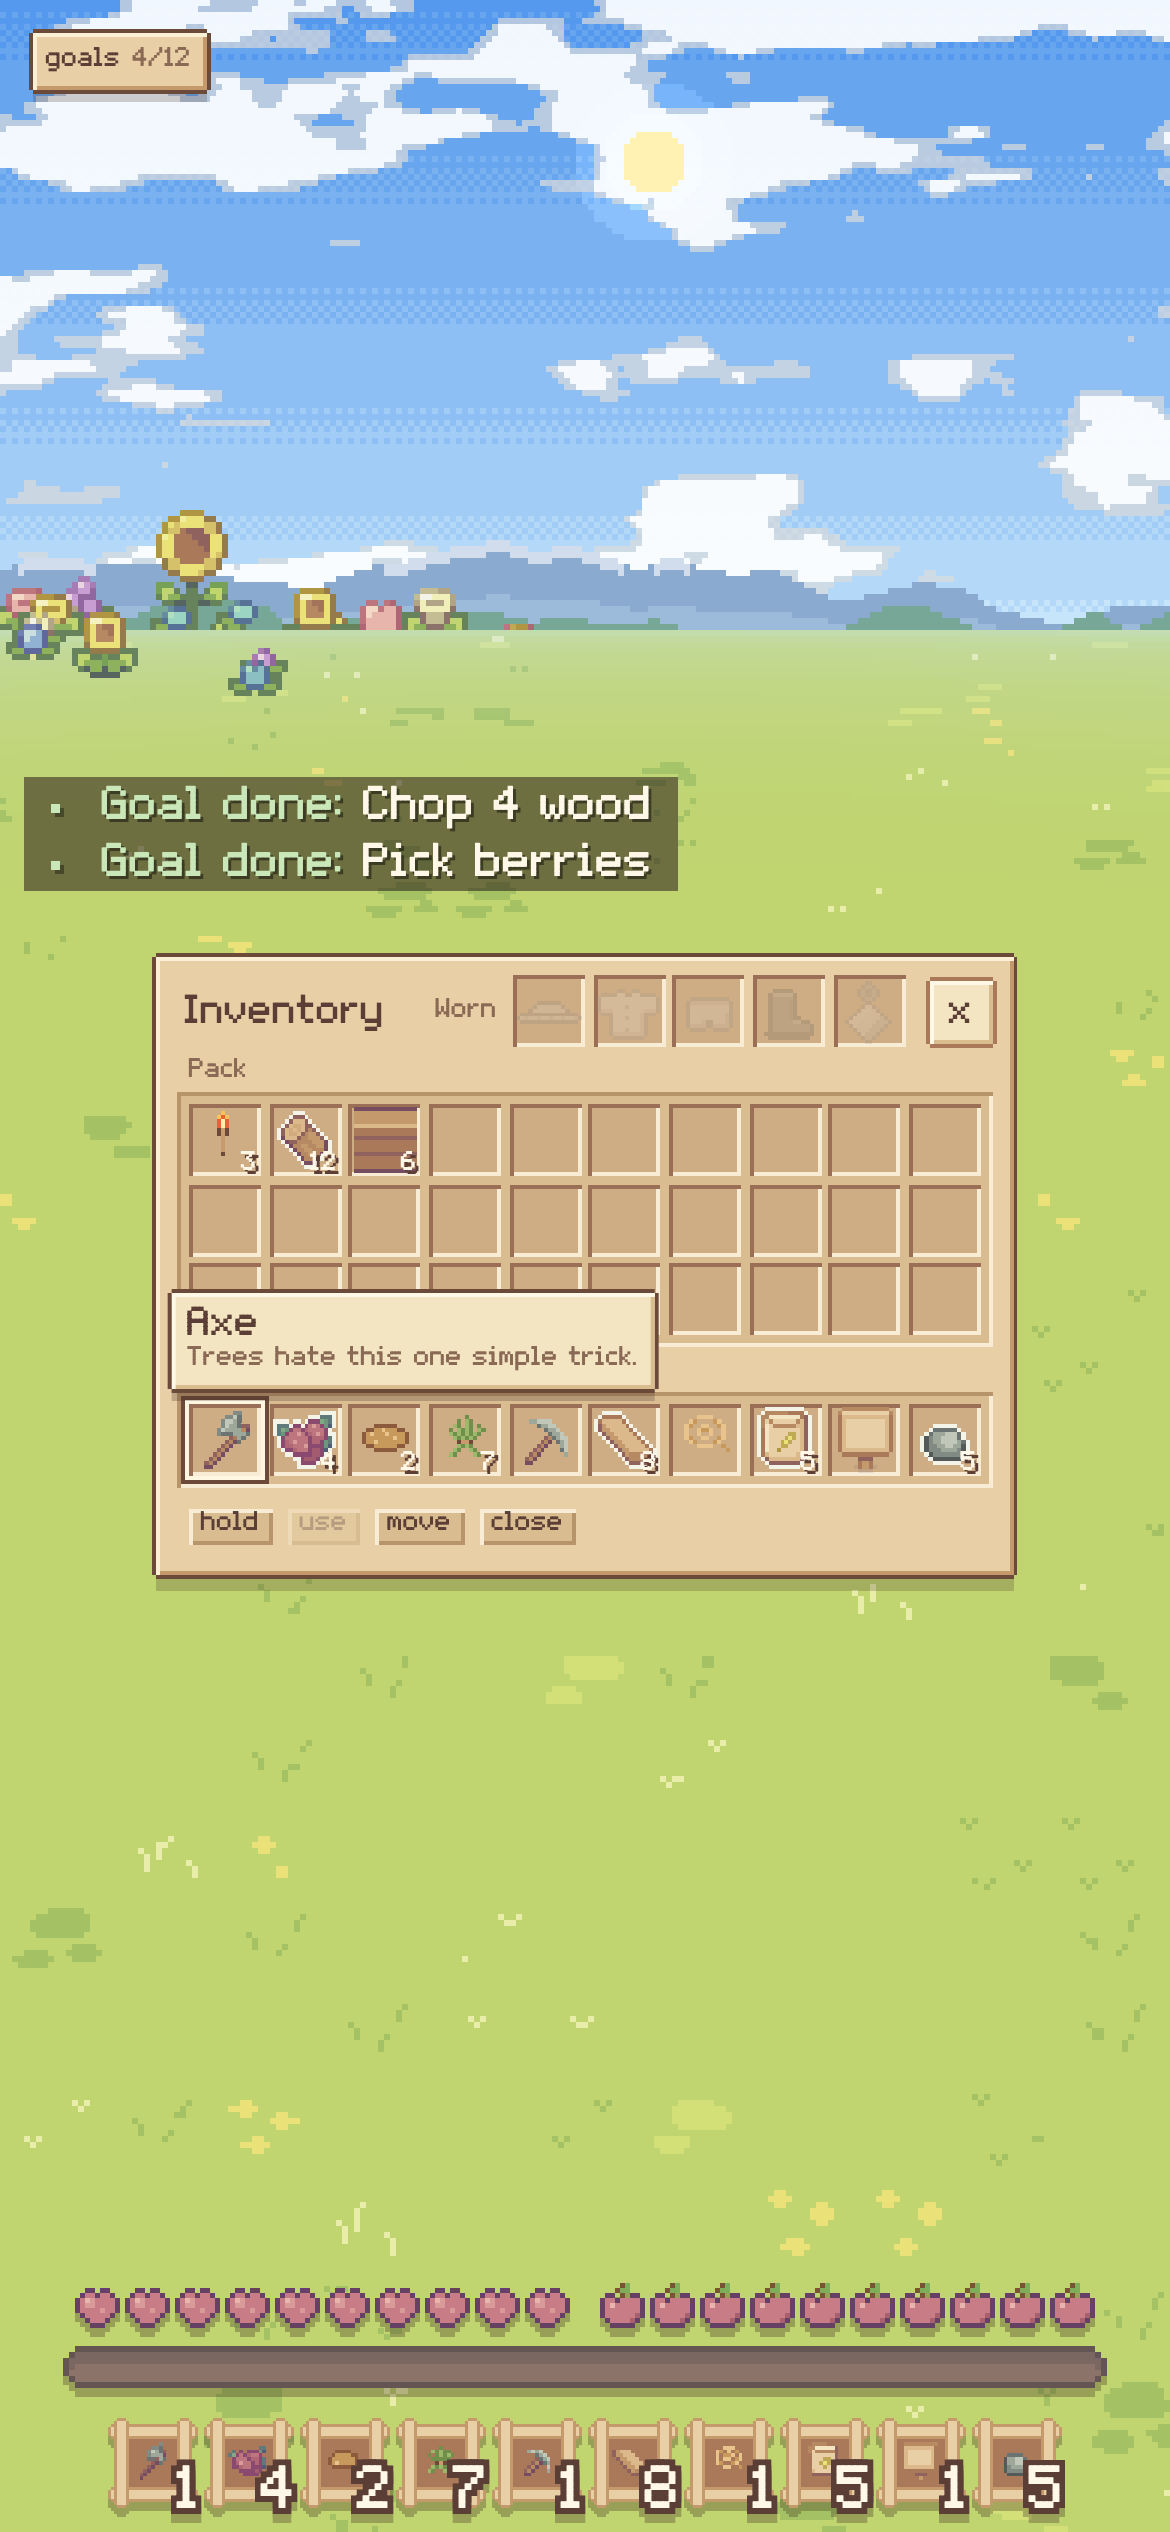 goals 4/12
Goal done: Chop 4 wood
Goal done: Pick berries
Inventory Worn x
Pack
3 12 6
Axe
Trees hate this one simple trick.
4 2 7 8 5 5
hold use move close
1 4 2 7 1 8 1 5 1 5